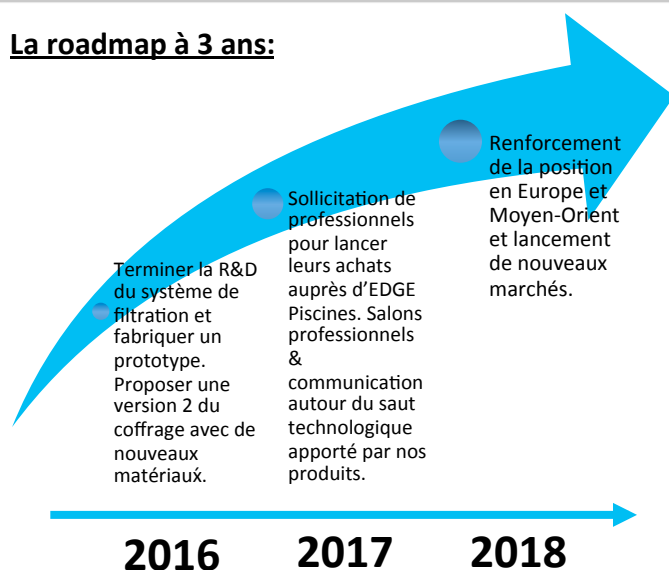 La roadmap à 3 ans:
Terminer la R&D
du système de
filtration et
fabriquer un
prototype.
Proposer une
version 2 du
coffrage avec de
nouveaux
matériaux.
Sollicitation de
professionnels
pour lancer
leurs achats
auprès d’EDGE
Piscines. Salons
professionnels
&
communication
autour du saut
technologique
apporté par nos
produits.
Renforcement
de la position
en Europe et
Moyen-Orient
et lancement
de nouveaux
marchés.
2016
2017
2018